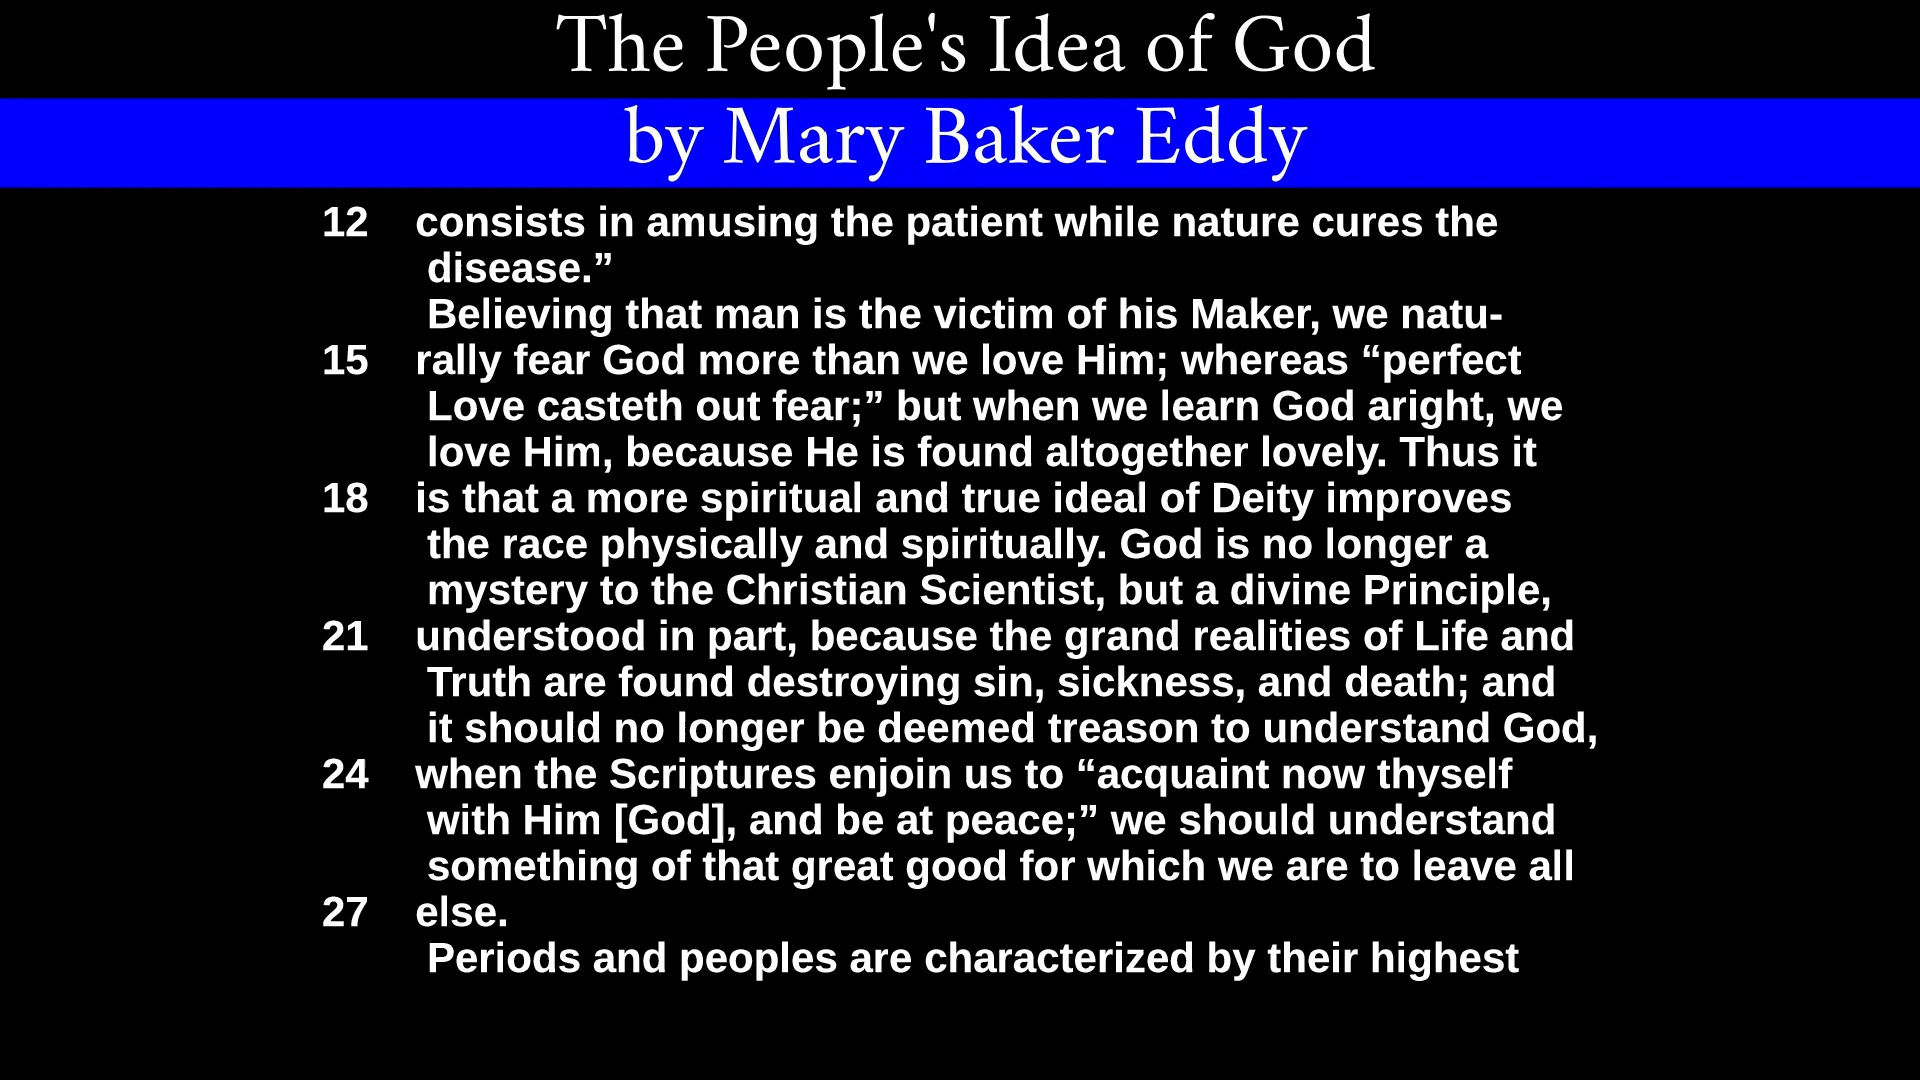 The People's Idea of God
by Mary Baker Eddy
12 consists in amusing the patient while nature cures the
disease.”
Believing that man is the victim of his Maker, we natu-
15 rally fear God more than we love Him; whereas “perfect
Love casteth out fear;” but when we learn God aright, we
love Him, because He is found altogether lovely. Thus it
18 is that a more spiritual and true ideal of Deity improves
the race physically and spiritually. God is no longer a
mystery to the Christian Scientist, but a divine Principle,
21 understood in part, because the grand realities of Life and
Truth are found destroying sin, sickness, and death; and
it should no longer be deemed treason to understand God,
24 when the Scriptures enjoin us to “acquaint now thyself
with Him [God], and be at peace;” we should understand
something of that great good for which we are to leave all
27 else.
Periods and peoples are characterized by their highest